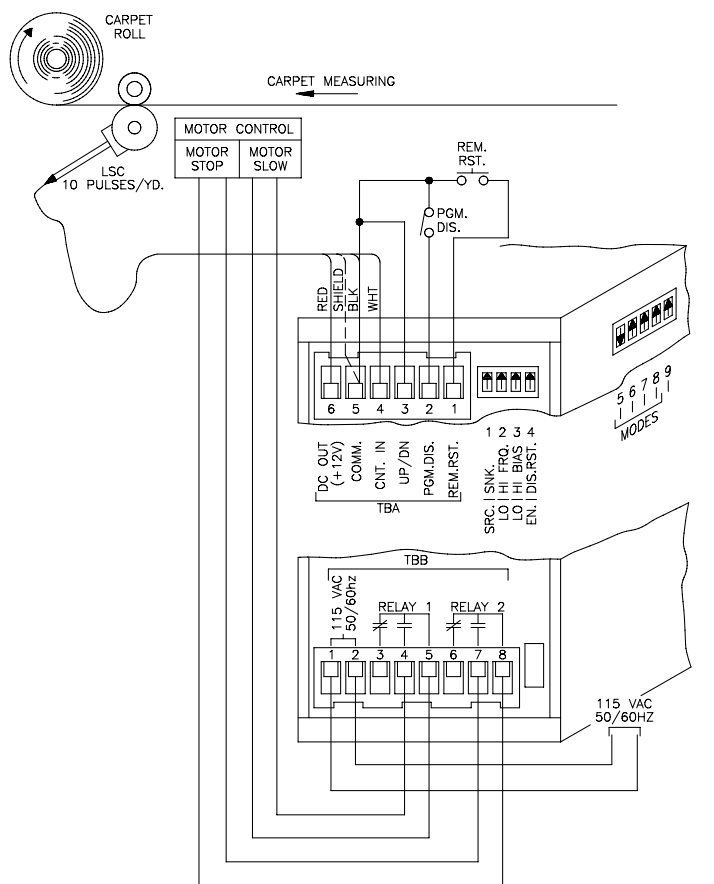 CARPET
ROLL
CARPET MEASURING
MOTOR CONTROL
MOTOR
STOP
MOTOR
SLOW
LSC
10 PULSES/YD.
REM.
RST.
PGM.
DIS.
RED
SHIELD
BLK
WHT
6 5 4 3 2 1
DC OUT
(+12V)
COMM.
CNT. IN
UP/DN
PGM.DIS.
REM.RST.
TBA
1 2 3 4
SRC. | SNK.
LO | HI FRQ.
LO | HI BIAS
EN. | DIS.RST.
5 6 7 8 9
MODES
TBB
115 VAC
50/60hz
RELAY 1
RELAY 2
1 2 3 4 5 6 7 8
115 VAC
50/60HZ